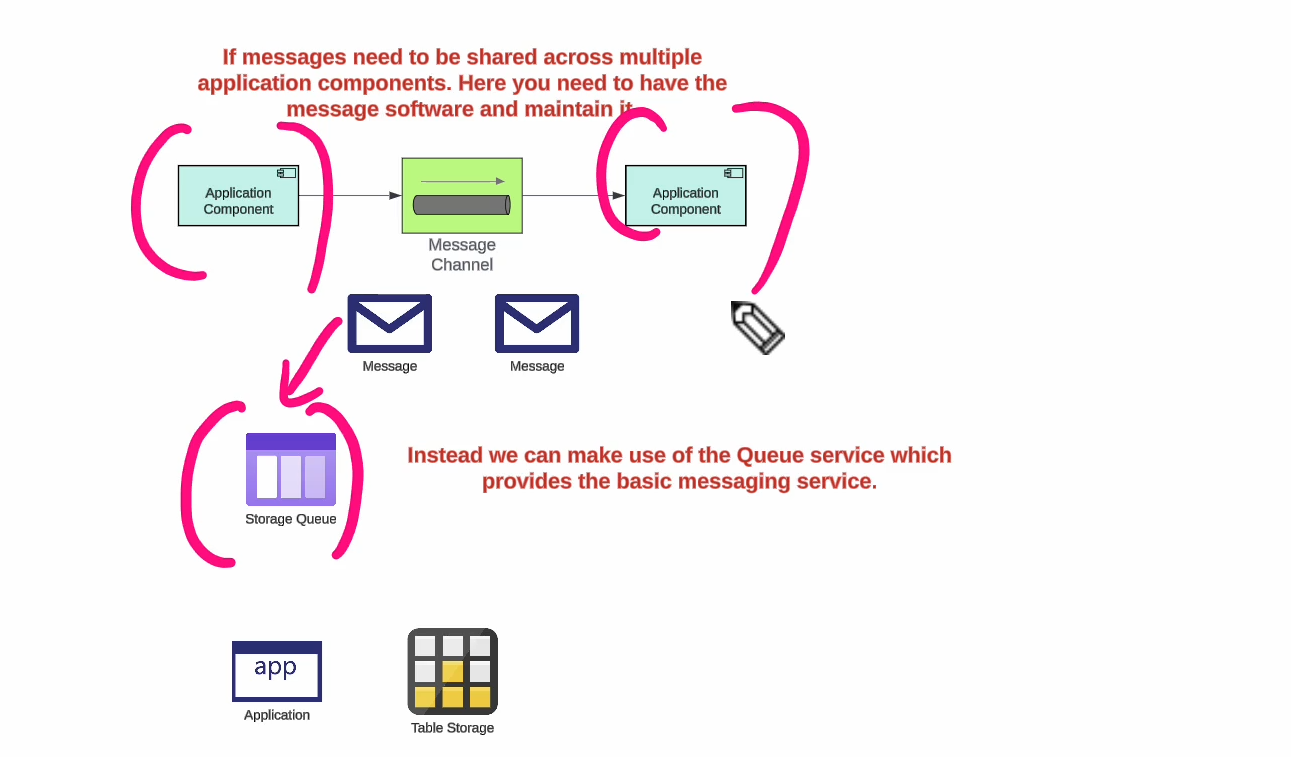 If messages need to be shared across multiple
application components. Here you need to have the
message software and maintain it
Application
Component
Application
Component
Message
Channel
Message
Message
Instead we can make use of the Queue service which
provides the basic messaging service.
Storage Queue
app
Application
Table Storage